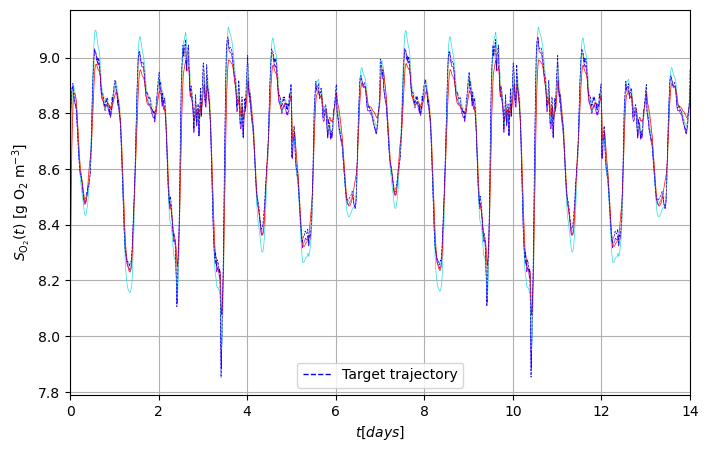 9.0
8.8
8.6
8.4
8.2
8.0
7.8
S_{O_2}(t) [g O_2 m^{-3}]
Target trajectory
0 2 4 6 8 10 12 14
t[days]